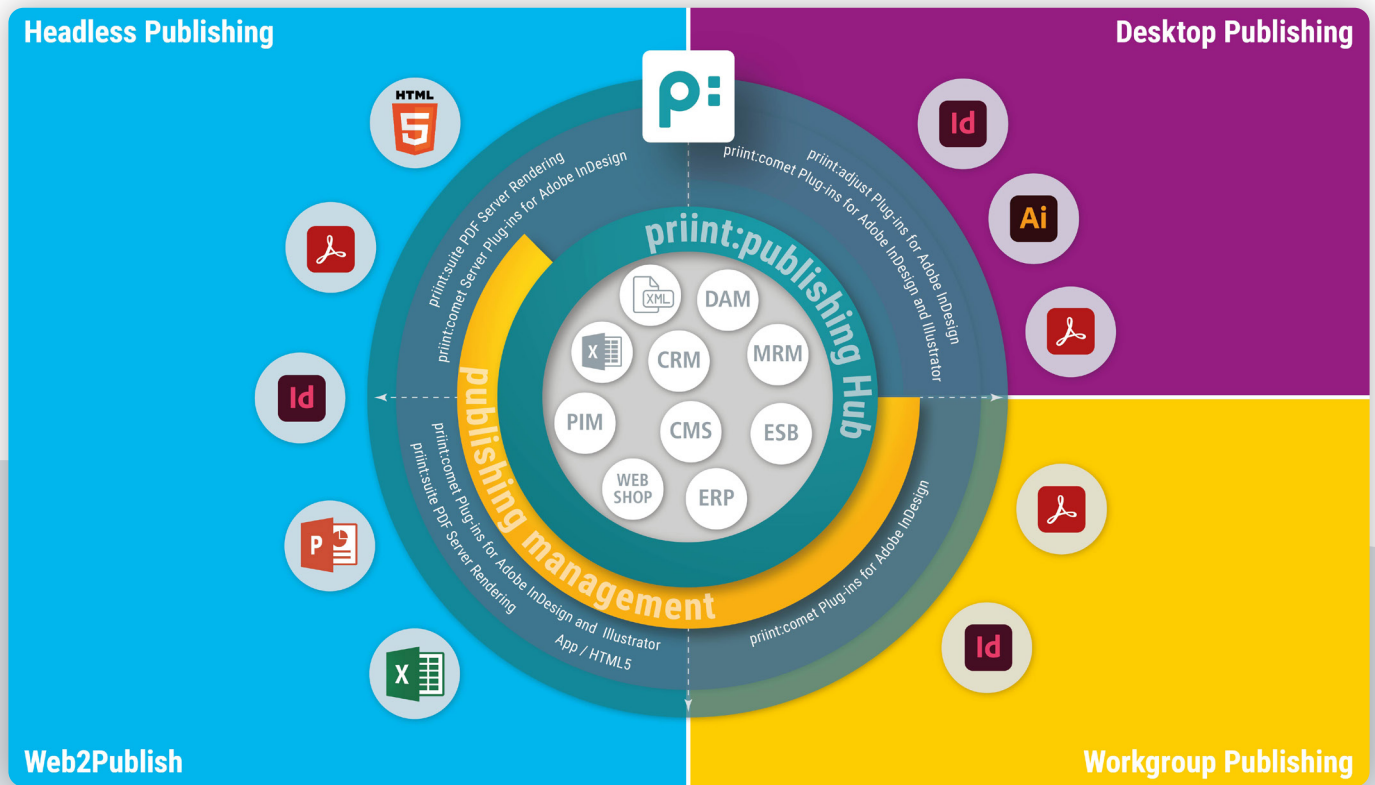 Headless Publishing
Desktop Publishing
p:
HTML
5
Id
Ai
Id
P
X
Id
priint:suite PDF Server Rendering
priint:comet Server Plug-ins for Adobe InDesign
priint:adjust Plug-ins for Adobe InDesign
priint:comet Plug-ins for Adobe InDesign and Illustrator
priint:publishing Hub
XML
DAM
X
CRM
MRM
PIM
CMS
ESB
WEB
SHOP
ERP
publishing management
priint:comet Plug-ins for Adobe InDesign and Illustrator
priint:suite PDF Server Rendering
App / HTML5
priint:comet Plug-ins for Adobe InDesign
Web2Publish
Workgroup Publishing